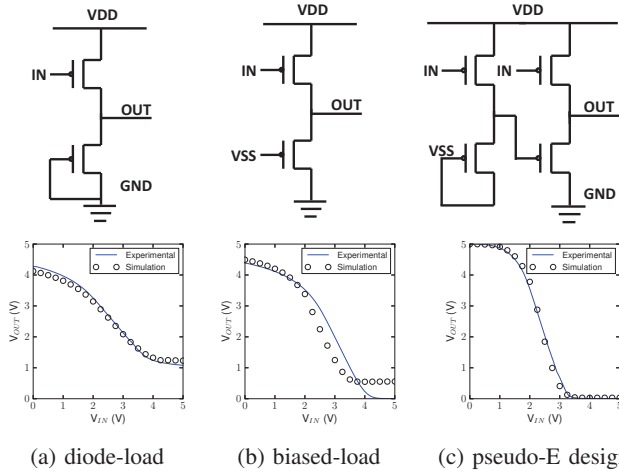 VDD
IN
OUT
GND
VDD
IN
OUT
VSS
VDD
IN
IN
OUT
VSS
GND
Experimental
Simulation
V_OUT (V)
5
4
3
2
1
0
0 1 2 3 4 5
V_IN (V)
Experimental
Simulation
V_OUT (V)
5
4
3
2
1
0
0 1 2 3 4 5
V_IN (V)
Experimental
Simulation
V_OUT (V)
5
4
3
2
1
0
0 1 2 3 4 5
V_IN (V)
(a) diode-load
(b) biased-load
(c) pseudo-E desig